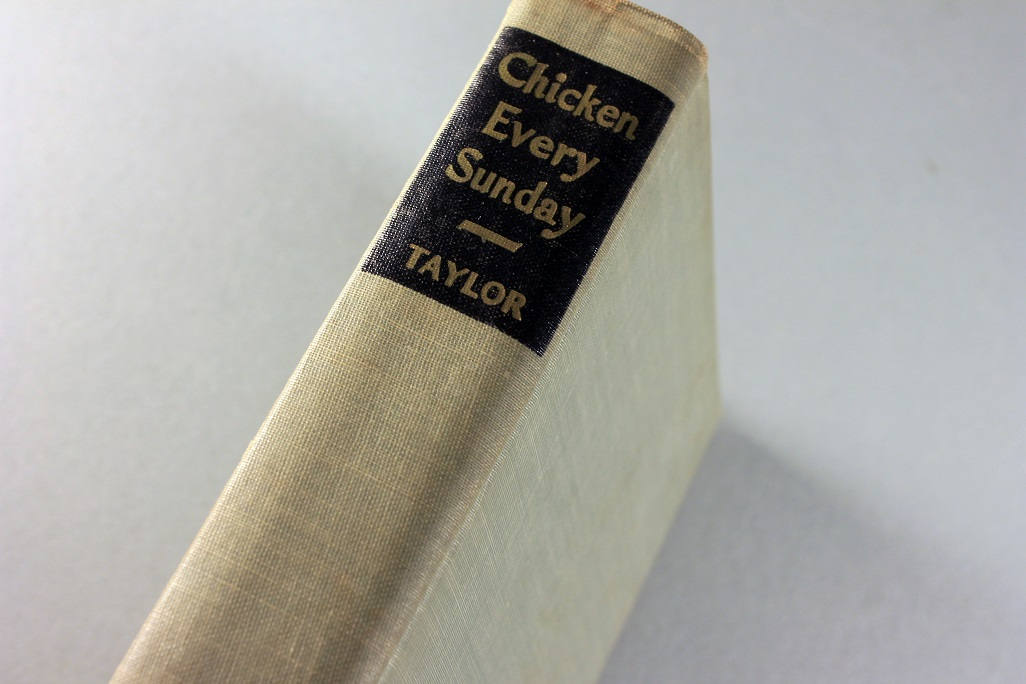 Chicken
Every
Sunday
—
TAYLOR